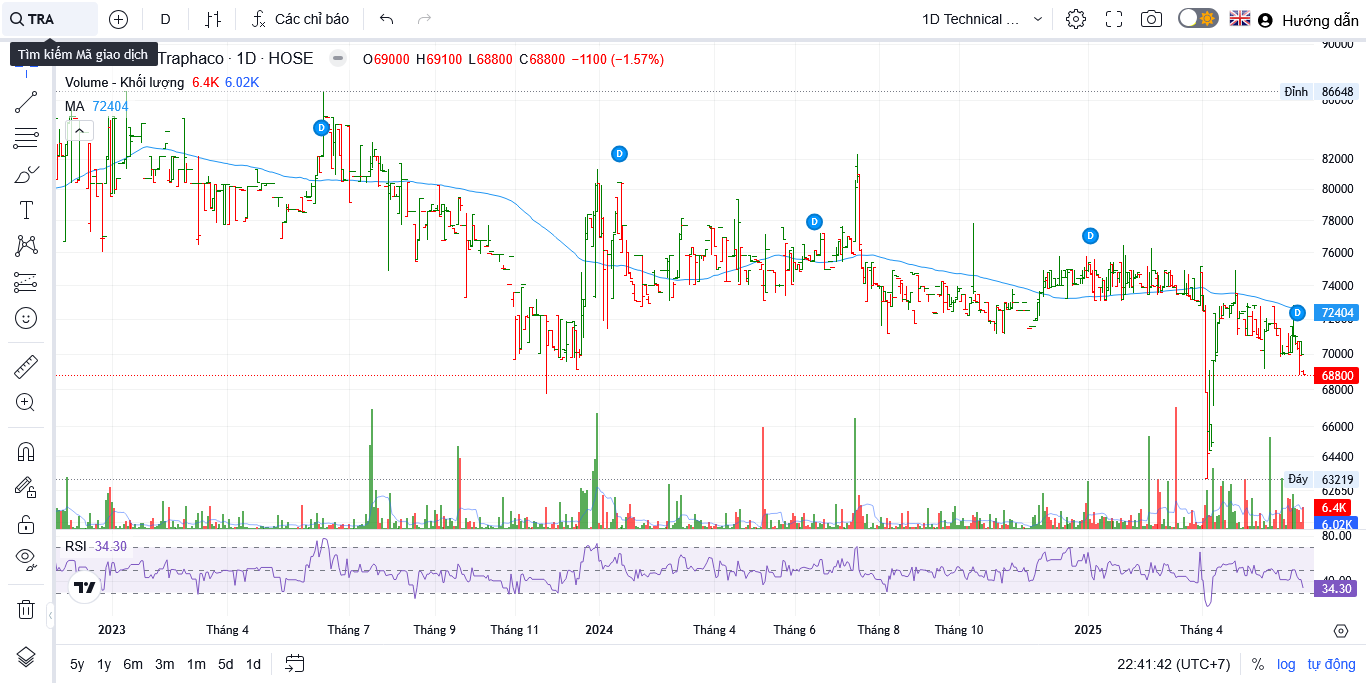 TRA
D
Các chỉ báo
1D Technical ...
Hướng dẫn
Tìm kiếm Mã giao dịch
Traphaco · 1D · HOSE
O69000 H69100 L68800 C68800 −1100 (−1.57%)
Volume - Khối lượng 6.4K 6.02K
MA 72404
90000
Đỉnh 86648
86000
82000
80000
78000
76000
74000
72404
72000
70000
68800
68000
66000
64400
Đáy 63219
62650
6.4K
6.02K
D
D
D
D
D
RSI 34.30
80.00
40.00
34.30
2023 Tháng 4 Tháng 7 Tháng 9 Tháng 11 2024 Tháng 4 Tháng 6 Tháng 8 Tháng 10 2025 Tháng 4
5y 1y 6m 3m 1m 5d 1d
22:41:42 (UTC+7) % log tự động